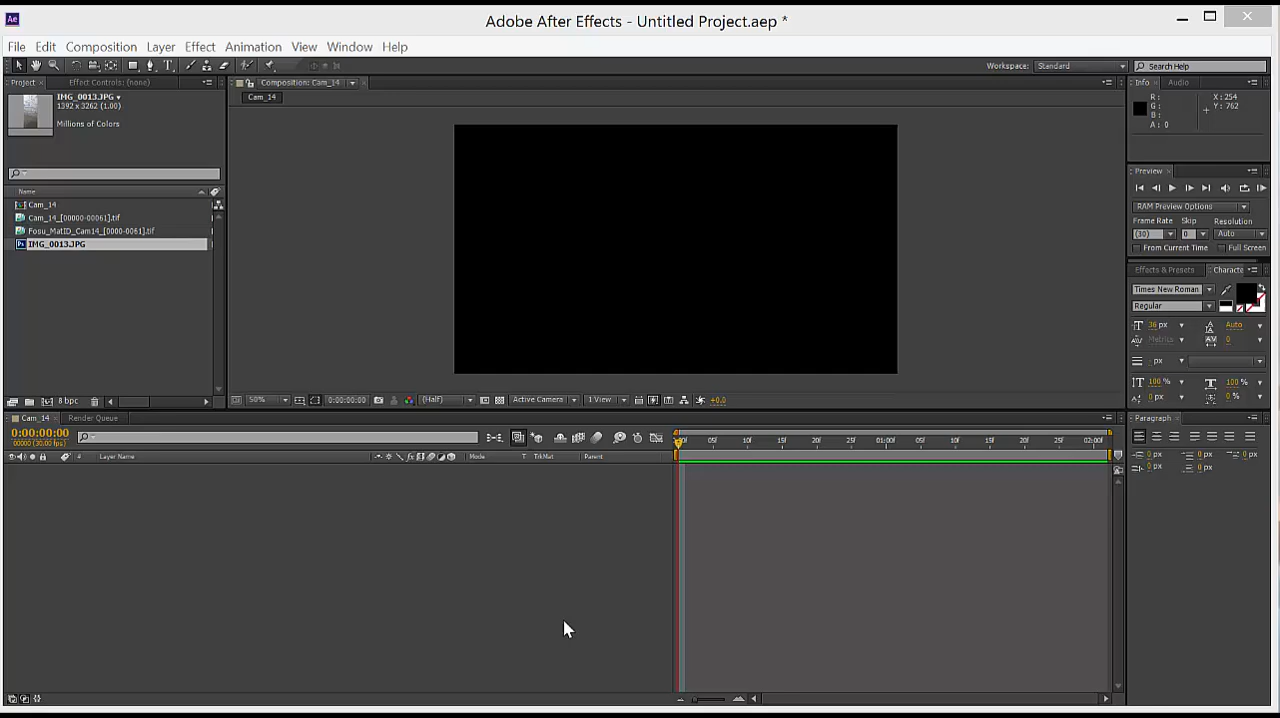 Ae Adobe After Effects - Untitled Project.aep *
File Edit Composition Layer Effect Animation View Window Help
Workspace: Standard Search Help
Project Effect Controls: (none) Composition: Cam_14 Info Audio
Cam_14
IMG_0013.JPG
1392 x 3262 (1.00)
Millions of Colors
R :
G :
B :
A : 0
X : 254
Y : 762
Preview
RAM Preview Options
Frame Rate Skip Resolution
(30) 0 Auto
From Current Time Full Screen
Name
Cam_14
Cam_14_[00000-00061].tif
Fosu_MatID_Cam14_[0000-0061].tif
IMG_0013.JPG
Effects & Presets Characte
Times New Roman
Regular
36 px Auto
Metrics 0
- px
100 % 100 %
0 px 0 %
8 bpc
50% 0:00:00:00 (Half) Active Camera 1 View +0.0
Cam_14 Render Queue
0:00:00:00
00000 (30.00 fps)
# Layer Name Mode T TrkMat Parent
05f 10f 15f 20f 25f 01:00f 05f 10f 15f 20f 25f 02:00f
Paragraph
0 px 0 px 0 px
0 px 0 px